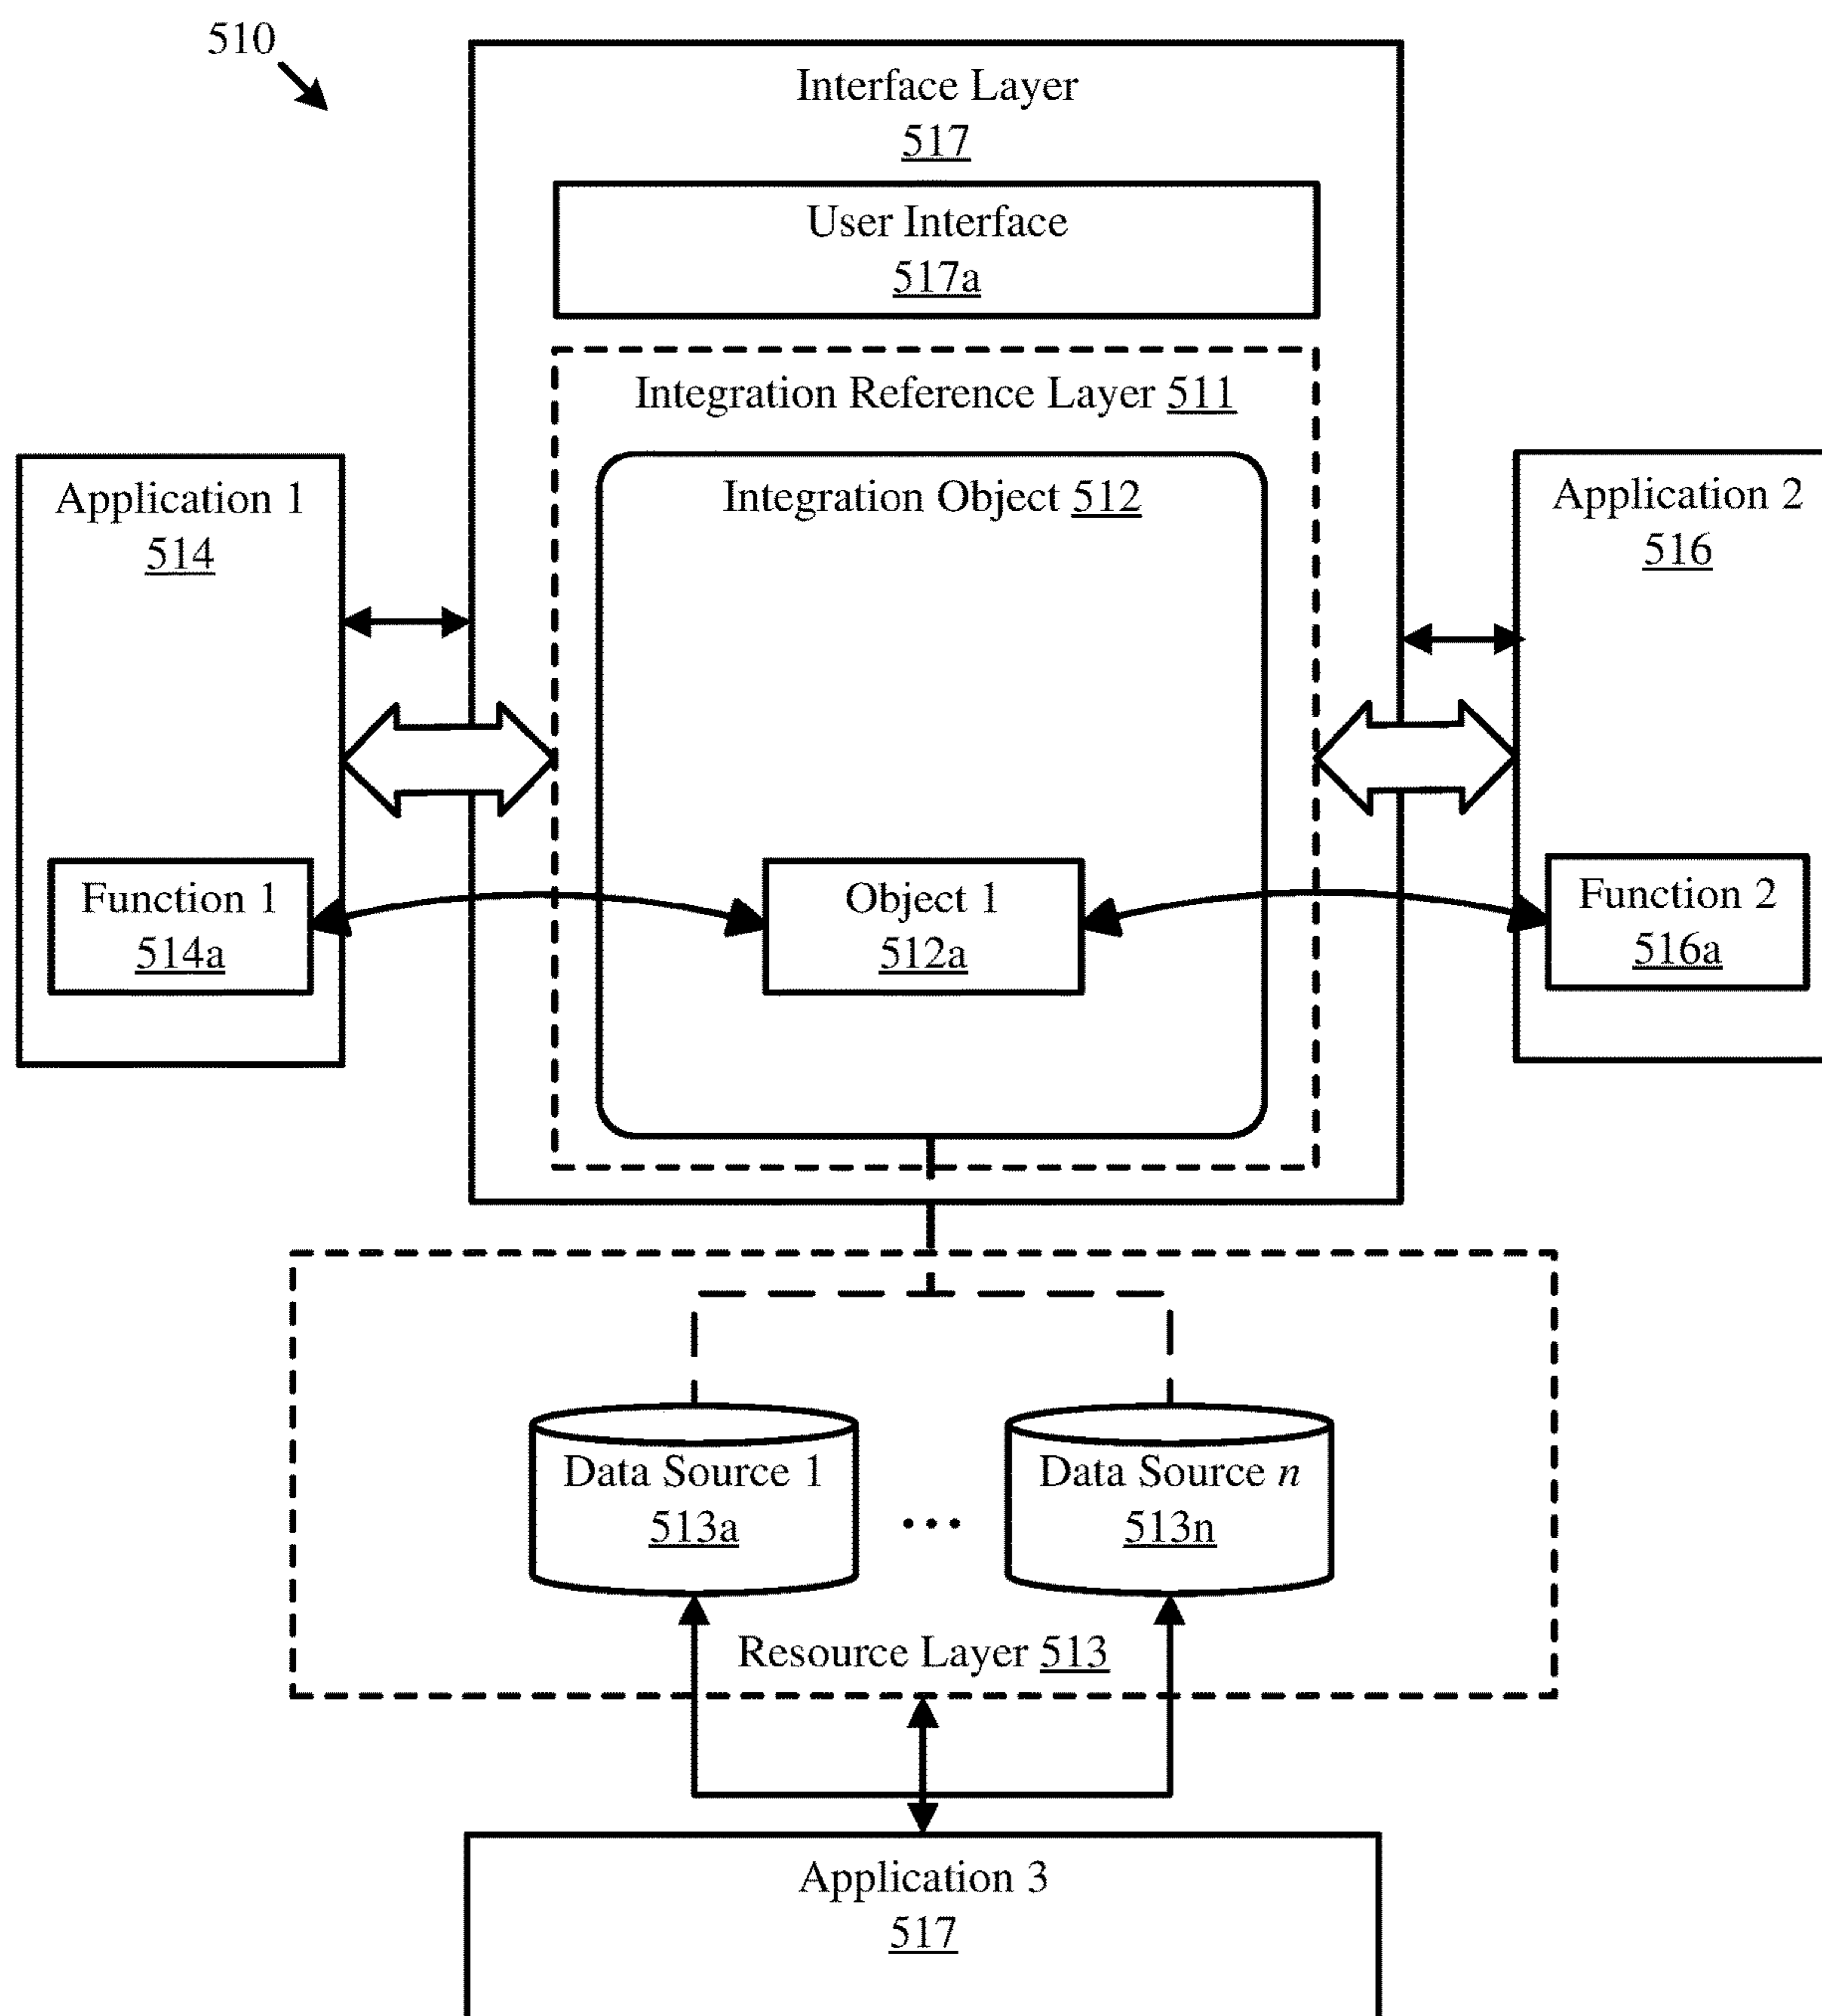 510
Interface Layer
517
User Interface
517a
Integration Reference Layer 511
Integration Object 512
Application 1
514
Application 2
516
Function 1
514a
Object 1
512a
Function 2
516a
Data Source 1
513a
...
Data Source n
513n
Resource Layer 513
Application 3
517